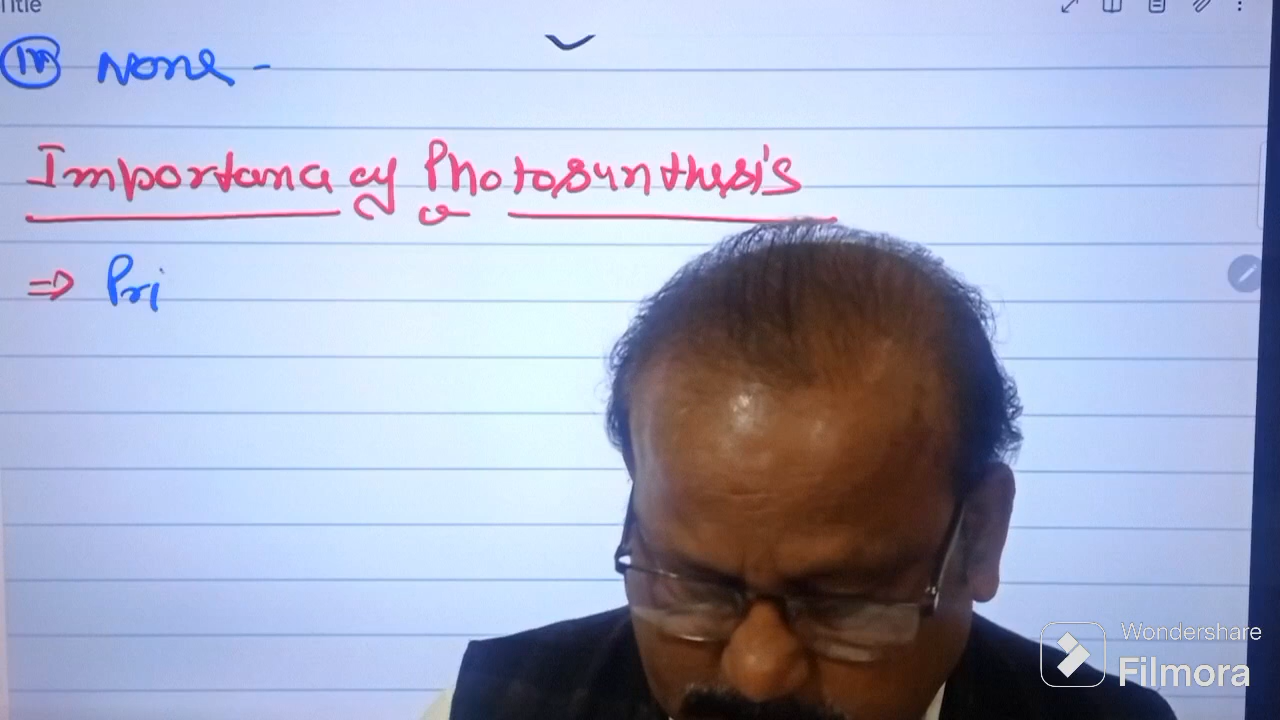 Title
(iv) None -
Importance of Photosynthesis
⇒ Pri
Wondershare
Filmora